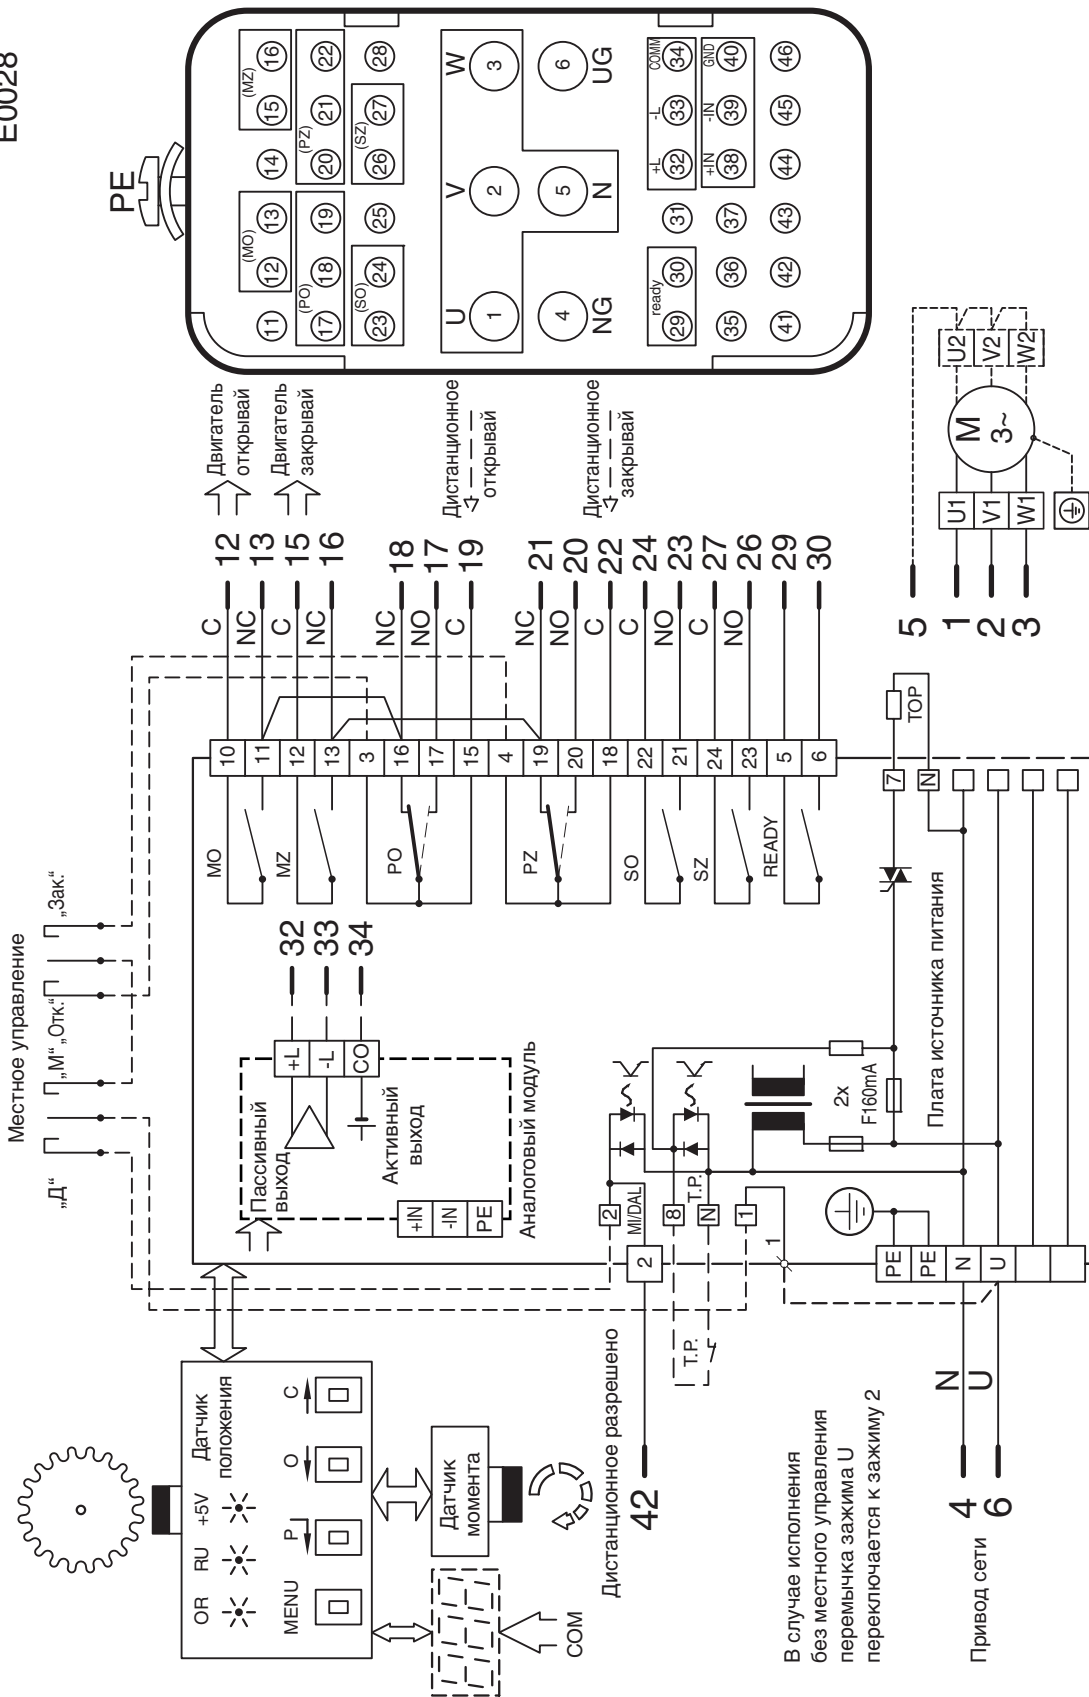 E0028
PE
(MO)
(MZ)
11 12 13 14 15 16
(PO)
(PZ)
17 18 19 20 21 22
(SO)
(SZ)
23 24 25 26 27 28
U V W
1 2 3
4 5 6
NG N UG
ready
+L -L COMM
29 30 31 32 33 34
+IN -IN GND
35 36 37 38 39 40
41 42 43 44 45 46
Местное управление
„Д“ „М“ „Отк.“ „Зак.“
Двигатель
открывай
Двигатель
закрывай
Дистанционное
открывай
Дистанционное
закрывай
MO 10 C 12
11 NC 13
MZ 12 C 15
13 NC 16
3
PO 16 NC 18
17 NO 17
15 C 19
4
PZ 19 NC 21
20 NO 20
18 C 22
SO 22 C 24
21 NO 23
SZ 24 C 27
23 NO 26
READY 5 29
6 30
Пассивный
выход
+L 32
-L 33
CO 34
Активный
выход
+IN
-IN
PE
Аналоговый модуль
OR RU +5V
Датчик
положения
MENU P O C
Датчик
момента
COM
Дистанционное разрешено
42
2 2
MI/DAL
8 T.P.
N
T.P.
1
1
2x
F160mA
Плата источника питания
7 TOP
N
PE
PE
N
U
4 N
6 U
Привод сети
В случае исполнения
без местного управления
перемычка зажима U
переключается к зажиму 2
5
1 U1 U2
2 V1 V2
3 W1 W2
M
3~